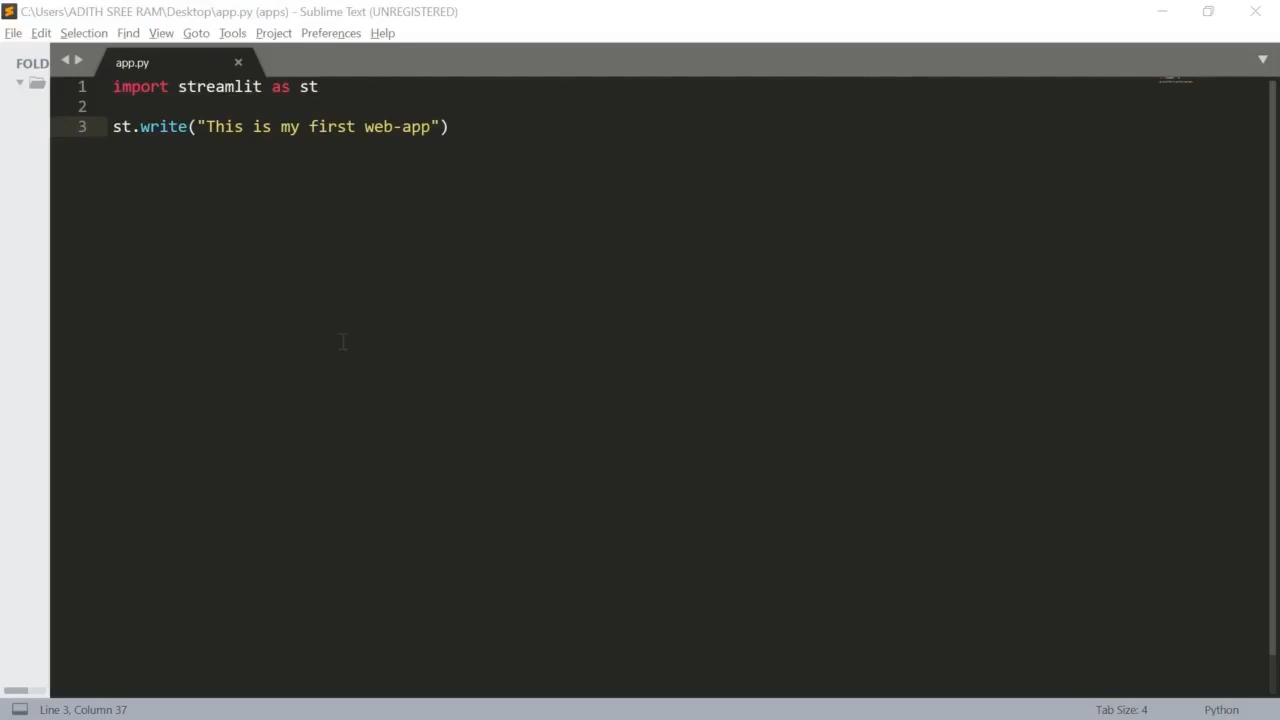 C:\Users\ADITH SREE RAM\Desktop\app.py (apps) - Sublime Text (UNREGISTERED)
File Edit Selection Find View Goto Tools Project Preferences Help
FOLD
app.py
1 import streamlit as st
2
3 st.write("This is my first web-app")
Line 3, Column 37
Tab Size: 4
Python